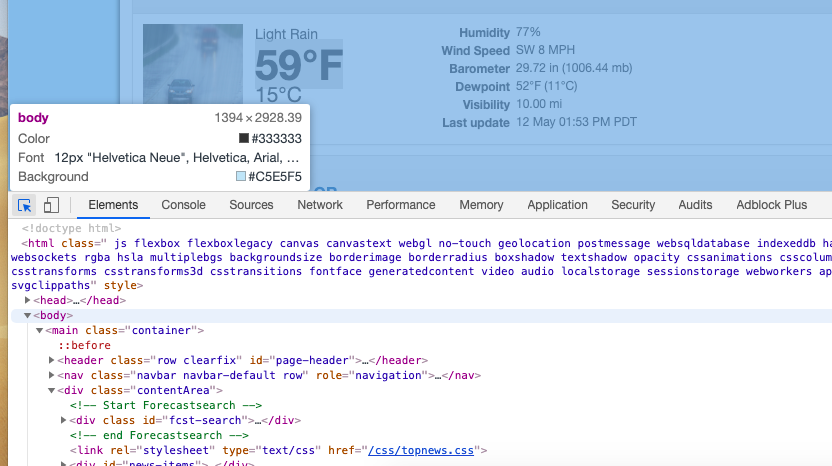 Light Rain
59°F
15°C
Humidity 77%
Wind Speed SW 8 MPH
Barometer 29.72 in (1006.44 mb)
Dewpoint 52°F (11°C)
Visibility 10.00 mi
Last update 12 May 01:53 PM PDT
body 1394 × 2928.39
Color #333333
Font 12px "Helvetica Neue", Helvetica, Arial, …
Background #C5E5F5
Elements Console Sources Network Performance Memory Application Security Audits Adblock Plus
<!doctype html>
<html class=" js flexbox flexboxlegacy canvas canvastext webgl no-touch geolocation postmessage websqldatabase indexeddb ha
websockets rgba hsla multiplebgs backgroundsize borderimage borderradius boxshadow textshadow opacity cssanimations csscolum
csstransforms csstransforms3d csstransitions fontface generatedcontent video audio localstorage sessionstorage webworkers ap
svgclippaths" style>
<head>…</head>
<body>
<main class="container">
::before
<header class="row clearfix" id="page-header">…</header>
<nav class="navbar navbar-default row" role="navigation">…</nav>
<div class="contentArea">
<!-- Start Forecastsearch -->
<div class id="fcst-search">…</div>
<!-- end Forecastsearch -->
<link rel="stylesheet" type="text/css" href="/css/topnews.css">
<div id="news-items">…</div>